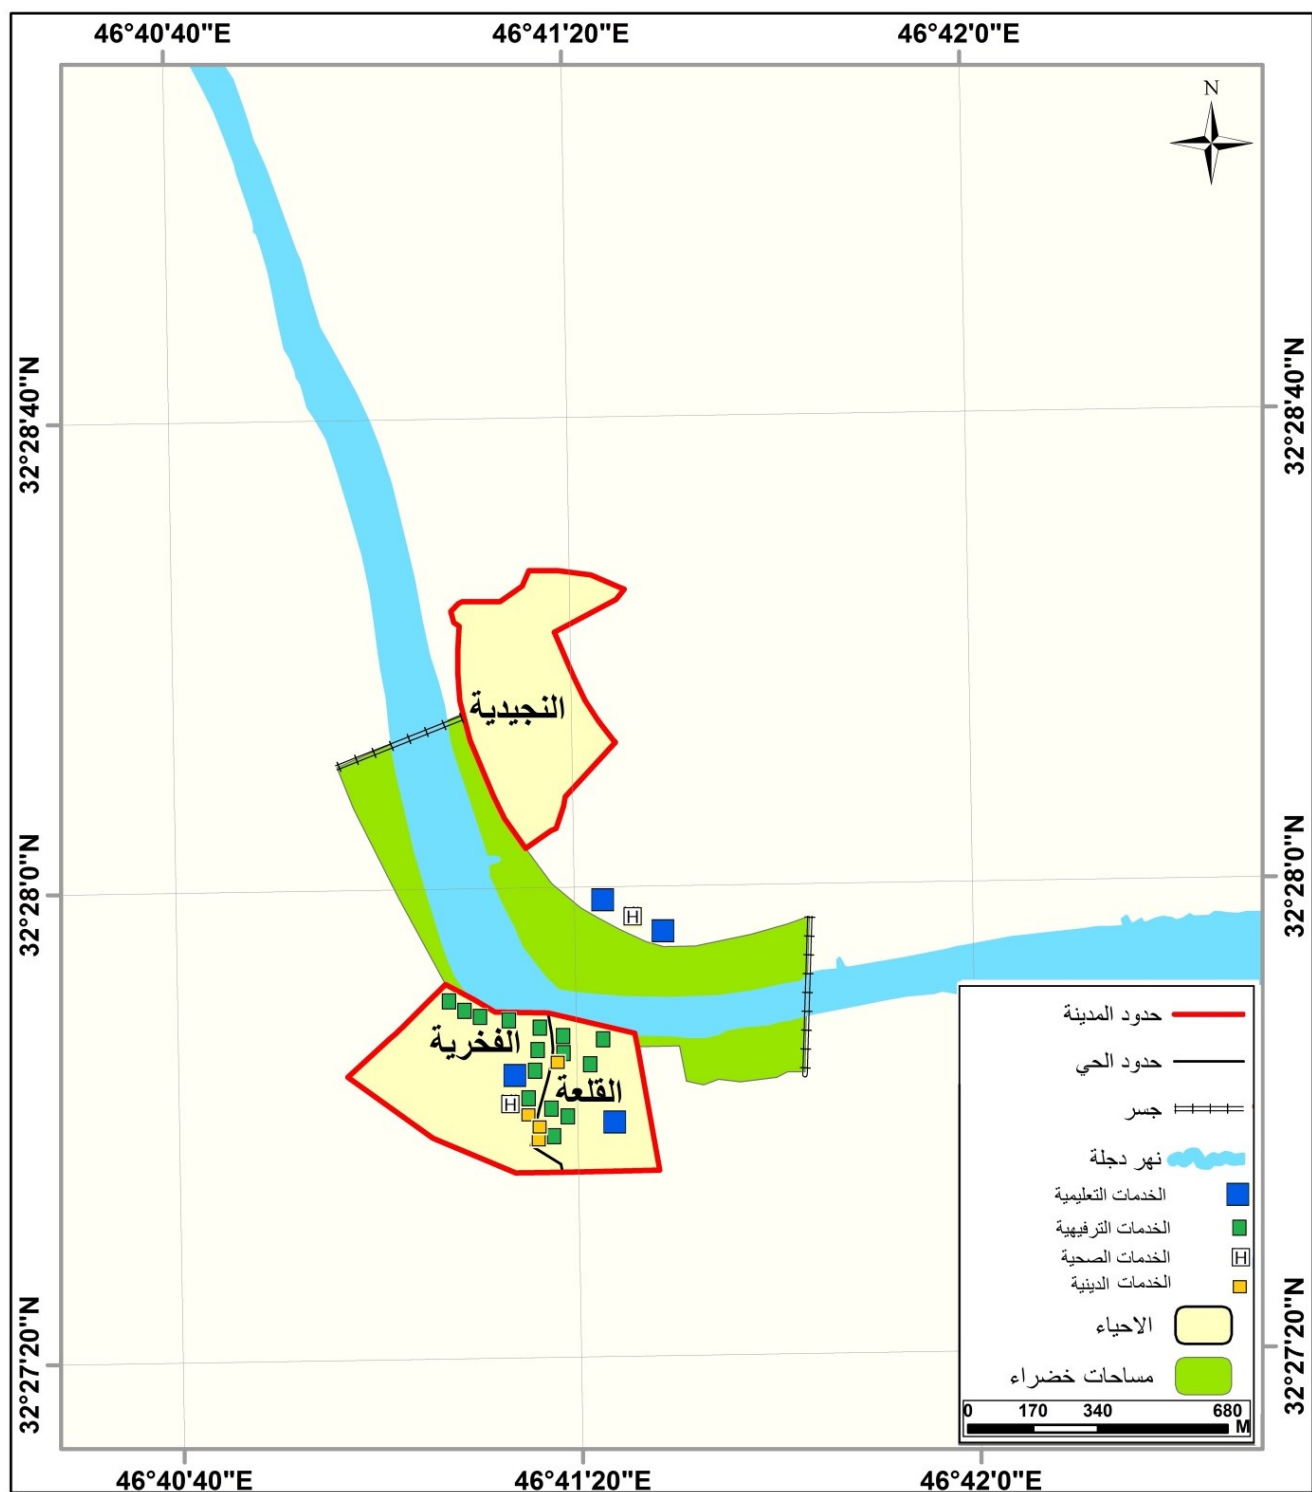 46°40'40"E
46°41'20"E
46°42'0"E
N
32°28'40"N
32°28'40"N
النجيدية
32°28'0"N
32°28'0"N
H
الفخرية
القلعة
H
حدود المدينة
حدود الحي
جسر
نهر دجلة
الخدمات التعليمية
الخدمات الترفيهية
الخدمات الصحية
H
الخدمات الدينية
الاحياء
مساحات خضراء
0 170 340 680
M
32°27'20"N
32°27'20"N
46°40'40"E
46°41'20"E
46°42'0"E